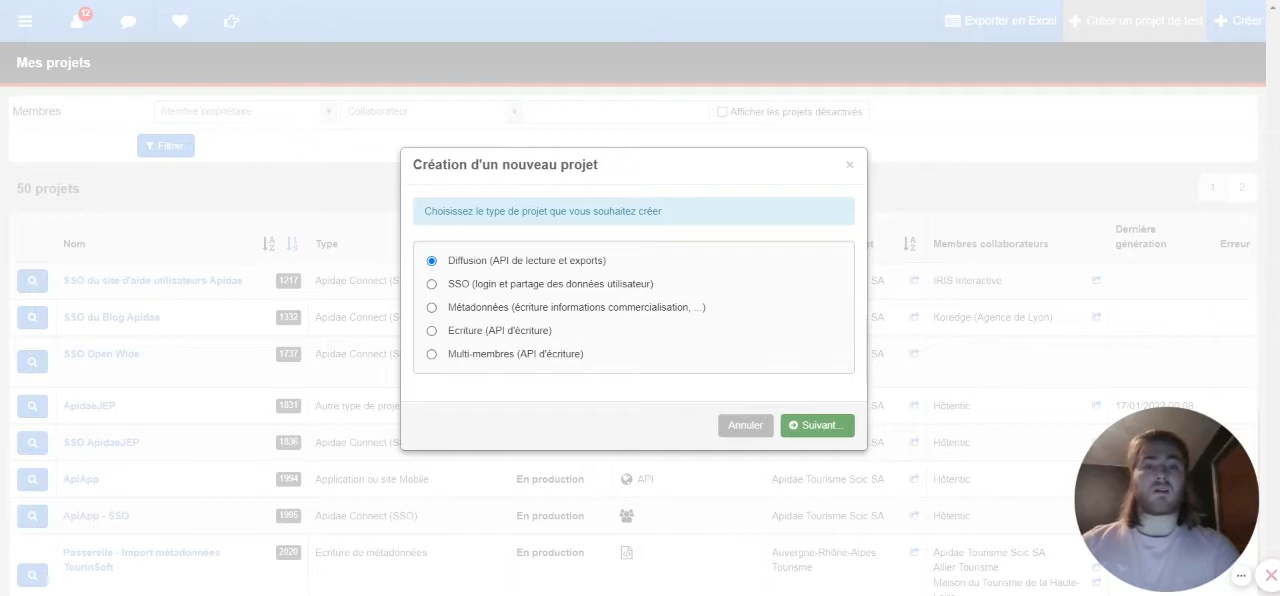 12
Exporter en Excel
Créer un projet de test
Créer
Mes projets
Membres
Membre propriétaire
Collaborateur
Afficher les projets désactivés
Filtrer
Création d'un nouveau projet
×
Choisissez le type de projet que vous souhaitez créer
Diffusion (API de lecture et exports)
SSO (login et partage des données utilisateur)
Métadonnées (écriture informations commercialisation, ...)
Ecriture (API d'écriture)
Multi-membres (API d'écriture)
Annuler
Suivant...
50 projets
1 2
Nom
Type
Membres collaborateurs
Dernière
génération
Erreur
SSO du site d'aide utilisateurs Apidae 1217 Apidae Connect (S SA IRIS Interactive
SSO du Blog Apidae 1332 Apidae Connect (S SA Koredge (Agence de Lyon)
SSO Open Wide 1737 Apidae Connect (S SA
ApidaeJEP 1831 Autre type de proje SA Hôtentic 17/01/2022 00:08
SSO ApidaeJEP 1836 Apidae Connect (S SA Hôtentic
ApiApp 1994 Application ou site Mobile En production API Apidae Tourisme Scic SA Hôtentic
ApiApp - SSO 1995 Apidae Connect (SSO) En production Apidae Tourisme Scic SA Hôtentic
Passerelle - Import métadonnées 2020 Ecriture de métadonnées En production Auvergne-Rhône-Alpes Apidae Tourisme Scic SA
TourinSoft Tourisme Allier Tourisme
Maison du Tourisme de la Haute-